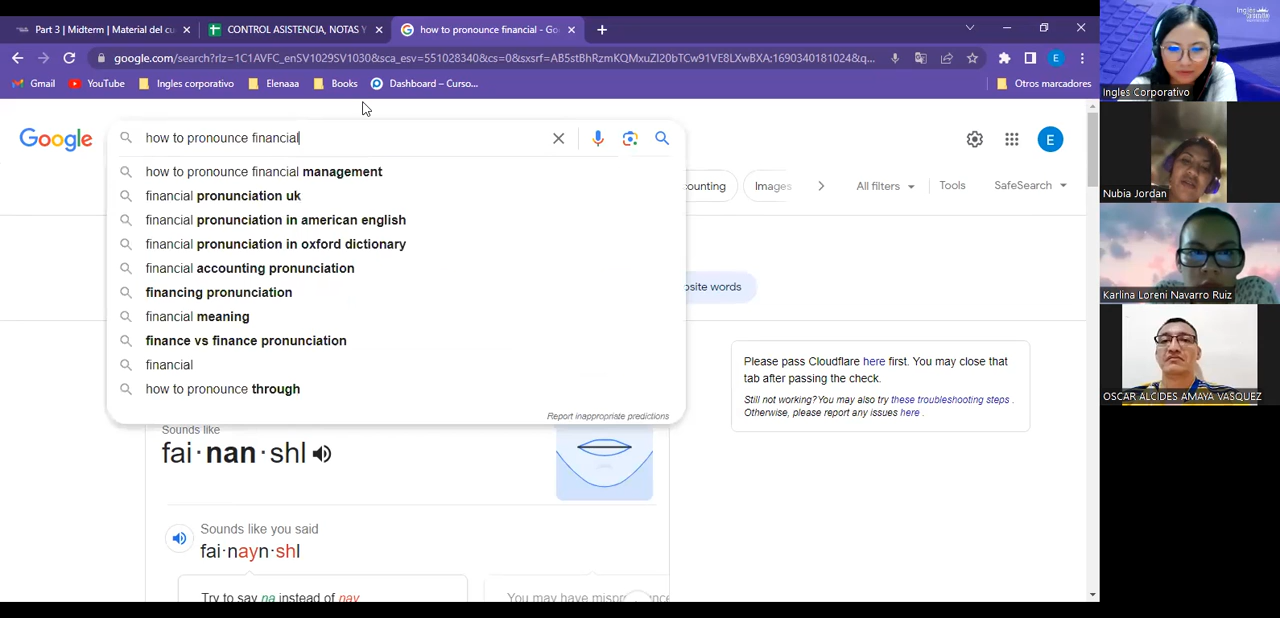 Part 3 | Midterm | Material del cu
CONTROL ASISTENCIA, NOTAS Y
how to pronounce financial - Go
google.com/search?rlz=1C1AVFC_enSV1029SV1030&sca_esv=551028340&cs=0&sxsrf=AB5stBhRzmKQMxuZl20bTCw91VE8LXwBXA:1690340181024&q...
Gmail
YouTube
Ingles corporativo
Elenaaa
Books
Dashboard – Curso...
Otros marcadores
Google
how to pronounce financial
E
E
how to pronounce financial management
financial pronunciation uk
financial pronunciation in american english
financial pronunciation in oxford dictionary
financial accounting pronunciation
financing pronunciation
financial meaning
finance vs finance pronunciation
financial
how to pronounce through
Report inappropriate predictions
ounting
Images
All filters
Tools
SafeSearch
osite words
Please pass Cloudflare here first. You may close that
tab after passing the check.
Still not working? You may also try these troubleshooting steps .
Otherwise, please report any issues here .
Sounds like
fai·nan·shl
Sounds like you said
fai·nayn·shl
Try to say na instead of nay
You may have mispr
Ingles Corporativo
Nubia Jordan
Karlina Loreni Navarro Ruiz
OSCAR ALCIDES AMAYA VASQUEZ